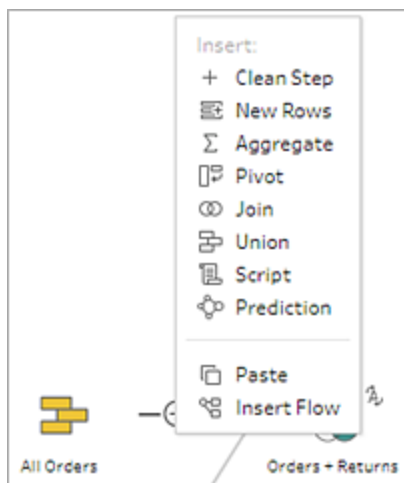 Insert:
Clean Step
New Rows
Aggregate
Pivot
Join
Union
Script
Prediction
Paste
Insert Flow
All Orders
Orders + Returns